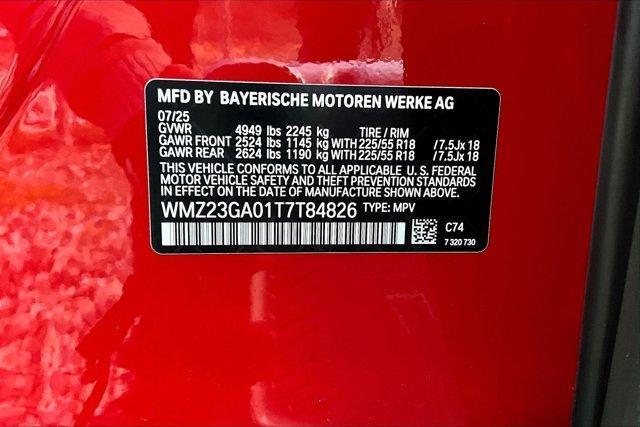 MFD BY BAYERISCHE MOTOREN WERKE AG
07/25
GVWR 4949 lbs 2245 kg TIRE / RIM
GAWR FRONT 2524 lbs 1145 kg WITH 225/55 R18 /7.5Jx 18
GAWR REAR 2624 lbs 1190 kg WITH 225/55 R18 /7.5Jx 18
THIS VEHICLE CONFORMS TO ALL APPLICABLE U. S. FEDERAL
MOTOR VEHICLE SAFETY AND THEFT PREVENTION STANDARDS
IN EFFECT ON THE DATE OF MANUFACTURE SHOWN ABOVE.
WMZ23GA01T7T84826 TYPE: MPV
C74
7 320 730